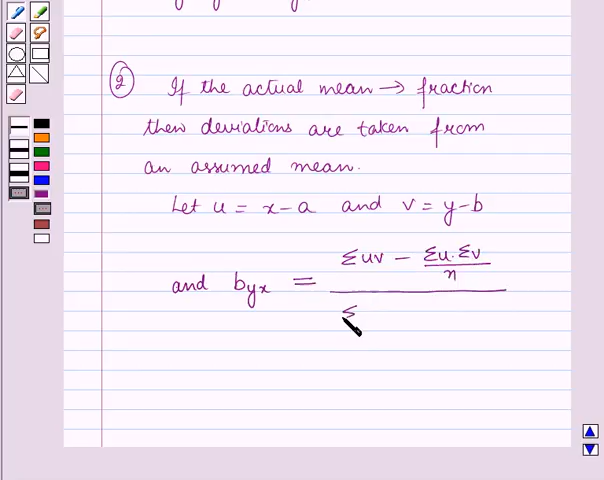 ② If the actual mean → fraction
then deviations are taken from
an assumed mean.
Let u = x-a and v = y-b
and byx = (Σuv - (Σu·Σv)/n) / Σ